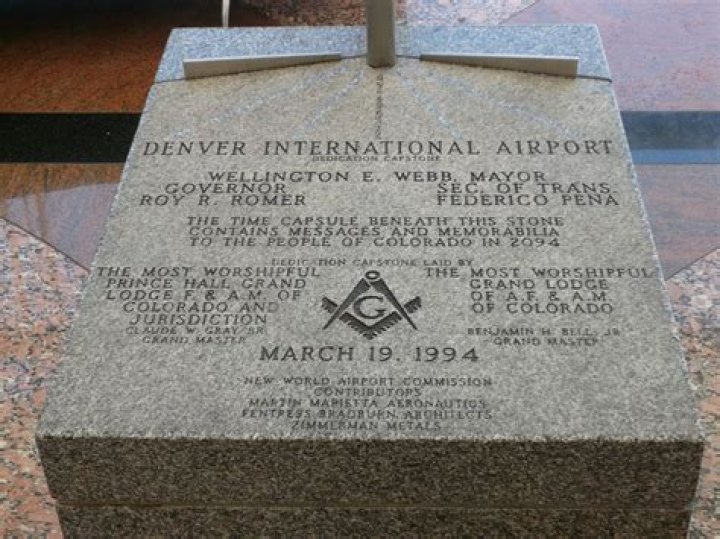 DENVER INTERNATIONAL AIRPORT
DEDICATION CAPSTONE
WELLINGTON E. WEBB, MAYOR
GOVERNOR
ROY R. ROMER
SEC. OF TRANS.
FEDERICO PENA
THE TIME CAPSULE BENEATH THIS STONE
CONTAINS MESSAGES AND MEMORABILIA
TO THE PEOPLE OF COLORADO IN 2094
DEDICATION CAPSTONE LAID BY
THE MOST WORSHIPFUL
PRINCE HALL GRAND
LODGE F. & A.M. OF
COLORADO AND
JURISDICTION
CLAUDE W. GRAY, SR.
GRAND MASTER
G
THE MOST WORSHIPFUL
GRAND LODGE
OF A.F. & A.M.
OF COLORADO
BENJAMIN H. BELL, JR.
GRAND MASTER
MARCH 19, 1994
NEW WORLD AIRPORT COMMISSION
CONTRIBUTORS
MARTIN MARIETTA AERONAUTICS
FENTRESS BRADBURN ARCHITECTS
ZIMMERMAN METALS